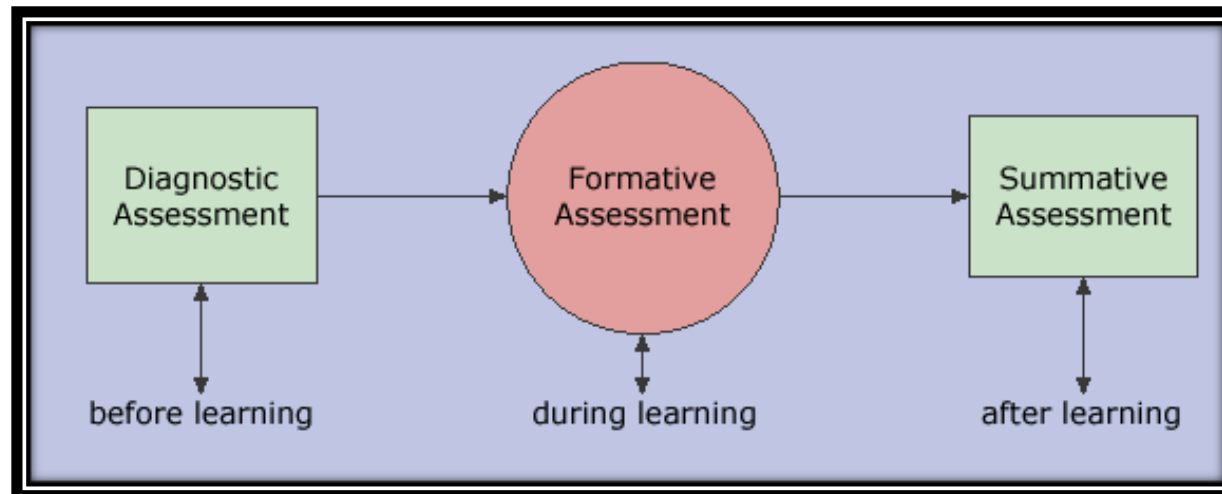 Diagnostic
Assessment
Formative
Assessment
Summative
Assessment
before learning
during learning
after learning